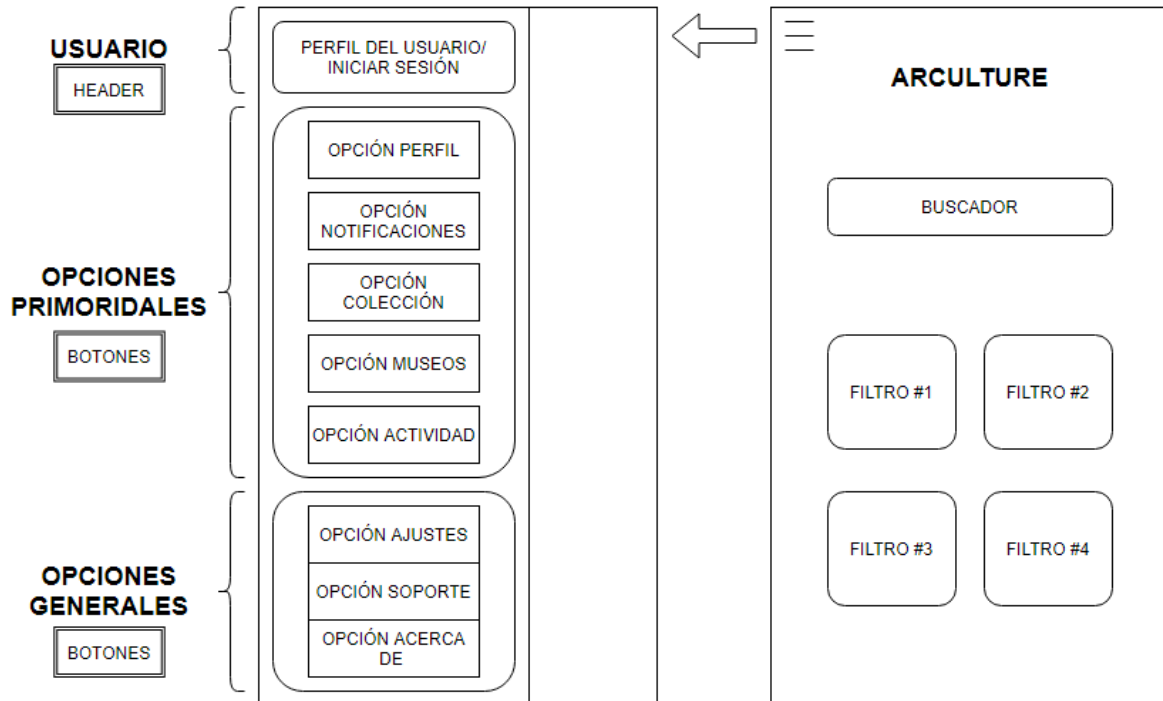 USUARIO
HEADER
OPCIONES
PRIMORIDALES
BOTONES
OPCIONES
GENERALES
BOTONES
PERFIL DEL USUARIO/
INICIAR SESIÓN
OPCIÓN PERFIL
OPCIÓN
NOTIFICACIONES
OPCIÓN
COLECCIÓN
OPCIÓN MUSEOS
OPCIÓN ACTIVIDAD
OPCIÓN AJUSTES
OPCIÓN SOPORTE
OPCIÓN ACERCA
DE
ARCULTURE
BUSCADOR
FILTRO #1
FILTRO #2
FILTRO #3
FILTRO #4